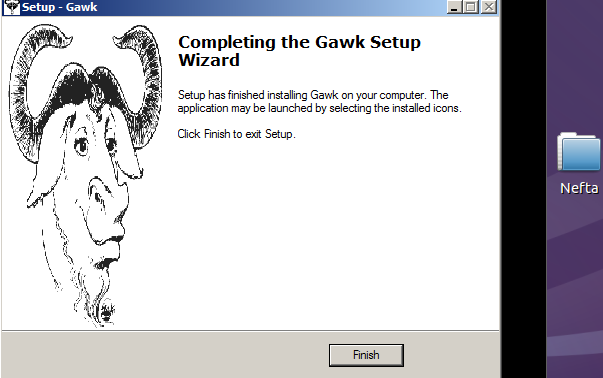 Setup - Gawk
Completing the Gawk Setup
Wizard
Setup has finished installing Gawk on your computer. The
application may be launched by selecting the installed icons.
Click Finish to exit Setup.
Nefta
Finish